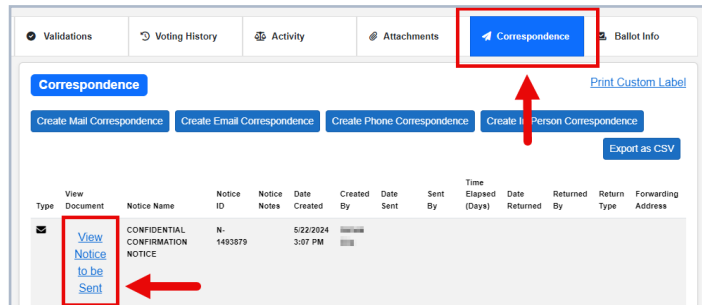 Validations
Voting History
Activity
Attachments
Correspondence
Ballot Info
Correspondence
Print Custom Label
Create Mail Correspondence
Create Email Correspondence
Create Phone Correspondence
Create In Person Correspondence
Export as CSV
Type
View
Document
Notice Name
Notice
ID
Notice
Notes
Date
Created
Created
By
Date
Sent
Sent
By
Time
Elapsed
(Days)
Date
Returned
Returned
By
Return
Type
Forwarding
Address
View
Notice
to be
Sent
CONFIDENTIAL
CONFIRMATION
NOTICE
N-
1493879
5/22/2024
3:07 PM